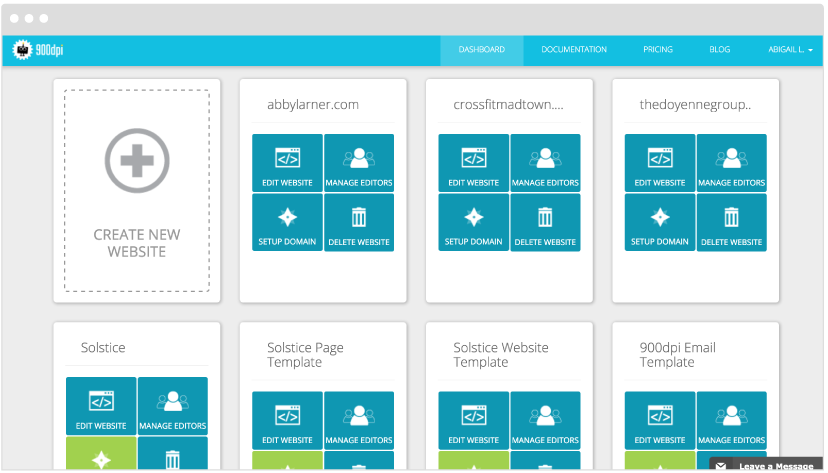 900dpi
DASHBOARD
DOCUMENTATION
PRICING
BLOG
ABIGAIL L.
CREATE NEW
WEBSITE
abbylarner.com
EDIT WEBSITE
MANAGE EDITORS
SETUP DOMAIN
DELETE WEBSITE
crossfitmadtown....
EDIT WEBSITE
MANAGE EDITORS
SETUP DOMAIN
DELETE WEBSITE
thedoyennegroup..
EDIT WEBSITE
MANAGE EDITORS
SETUP DOMAIN
DELETE WEBSITE
Solstice
EDIT WEBSITE
MANAGE EDITORS
Solstice Page
Template
EDIT WEBSITE
MANAGE EDITORS
Solstice Website
Template
EDIT WEBSITE
MANAGE EDITORS
900dpi Email
Template
EDIT WEBSITE
MANAGE EDITORS
Leave a Message